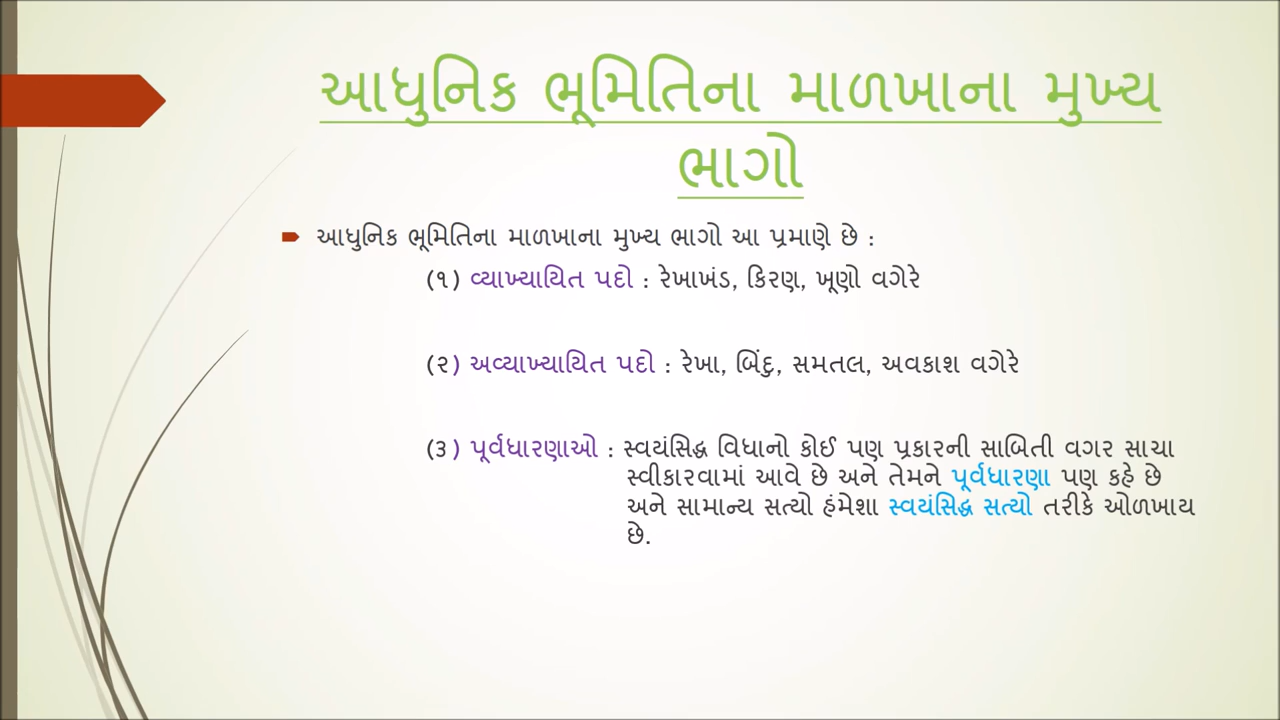 આધુનિક ભૂમિતિના માળખાના મુખ્ય
ભાગો
આધુનિક ભૂમિતિના માળખાના મુખ્ય ભાગો આ પ્રમાણે છે :
(૧) વ્યાખ્યાયિત પદો : રેખાખંડ, કિરણ, ખૂણો વગેરે
(૨) અવ્યાખ્યાયિત પદો : રેખા, બિંદુ, સમતલ, અવકાશ વગેરે
(૩) પૂર્વધારણાઓ : સ્વયંસિદ્ધ વિધાનો કોઈ પણ પ્રકારની સાબિતી વગર સાચા
સ્વીકારવામાં આવે છે અને તેમને પૂર્વધારણા પણ કહે છે
અને સામાન્ય સત્યો હંમેશા સ્વયંસિદ્ધ સત્યો તરીકે ઓળખાય
છે.